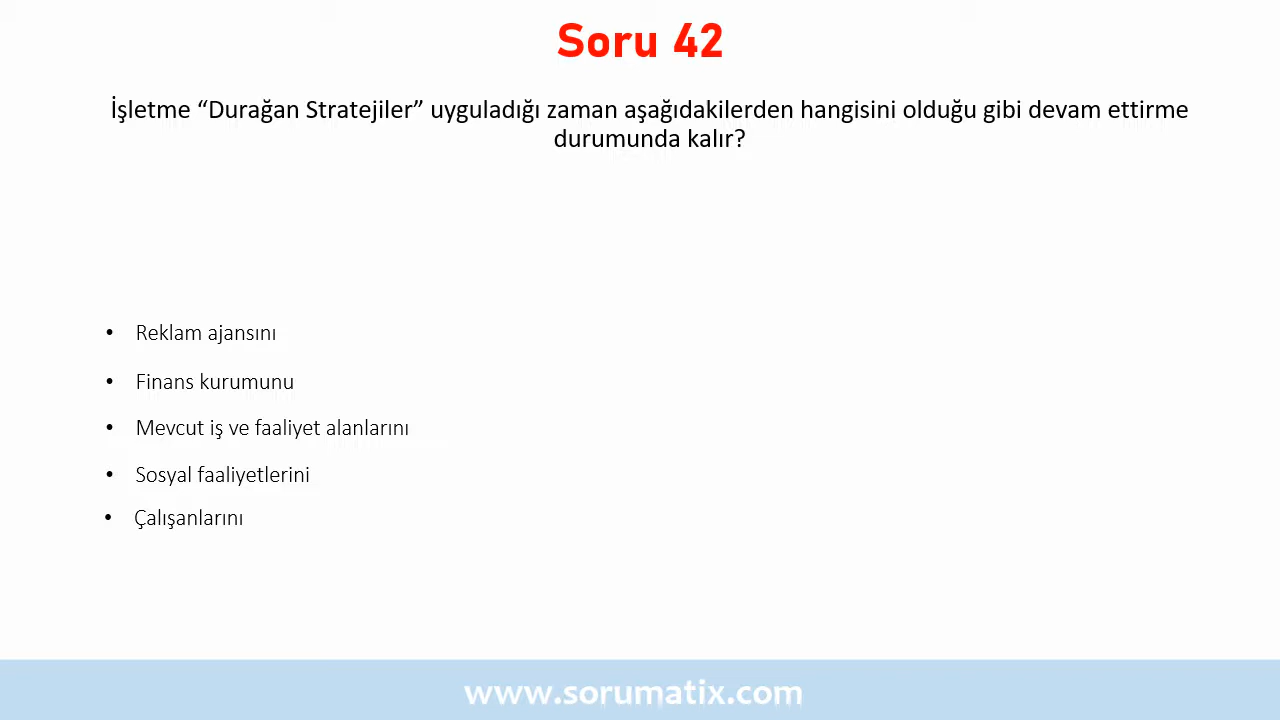 Soru 42
İşletme “Durağan Stratejiler” uyguladığı zaman aşağıdakilerden hangisini olduğu gibi devam ettirme
durumunda kalır?
• Reklam ajansını
• Finans kurumunu
• Mevcut iş ve faaliyet alanlarını
• Sosyal faaliyetlerini
• Çalışanlarını
www.sorumatix.com